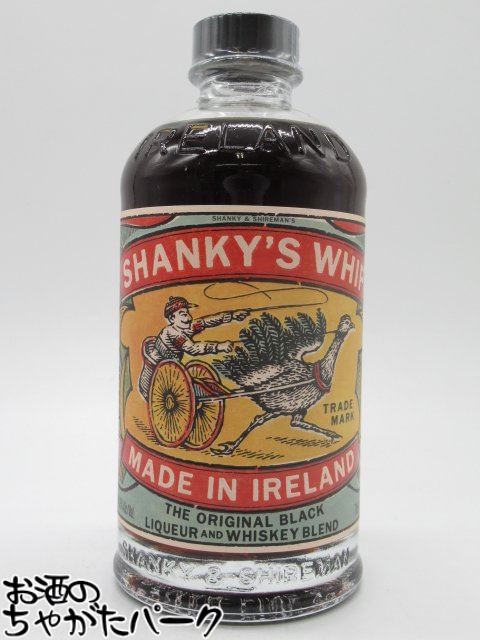 IRELAND
SHANKY & SHIREMAN'S
SHANKY'S WHIP
TRADE
MARK
MADE IN IRELAND
THE ORIGINAL BLACK
LIQUEUR AND WHISKEY BLEND
SHANKY & SHIREMAN
お酒の
ちゃがたパーク